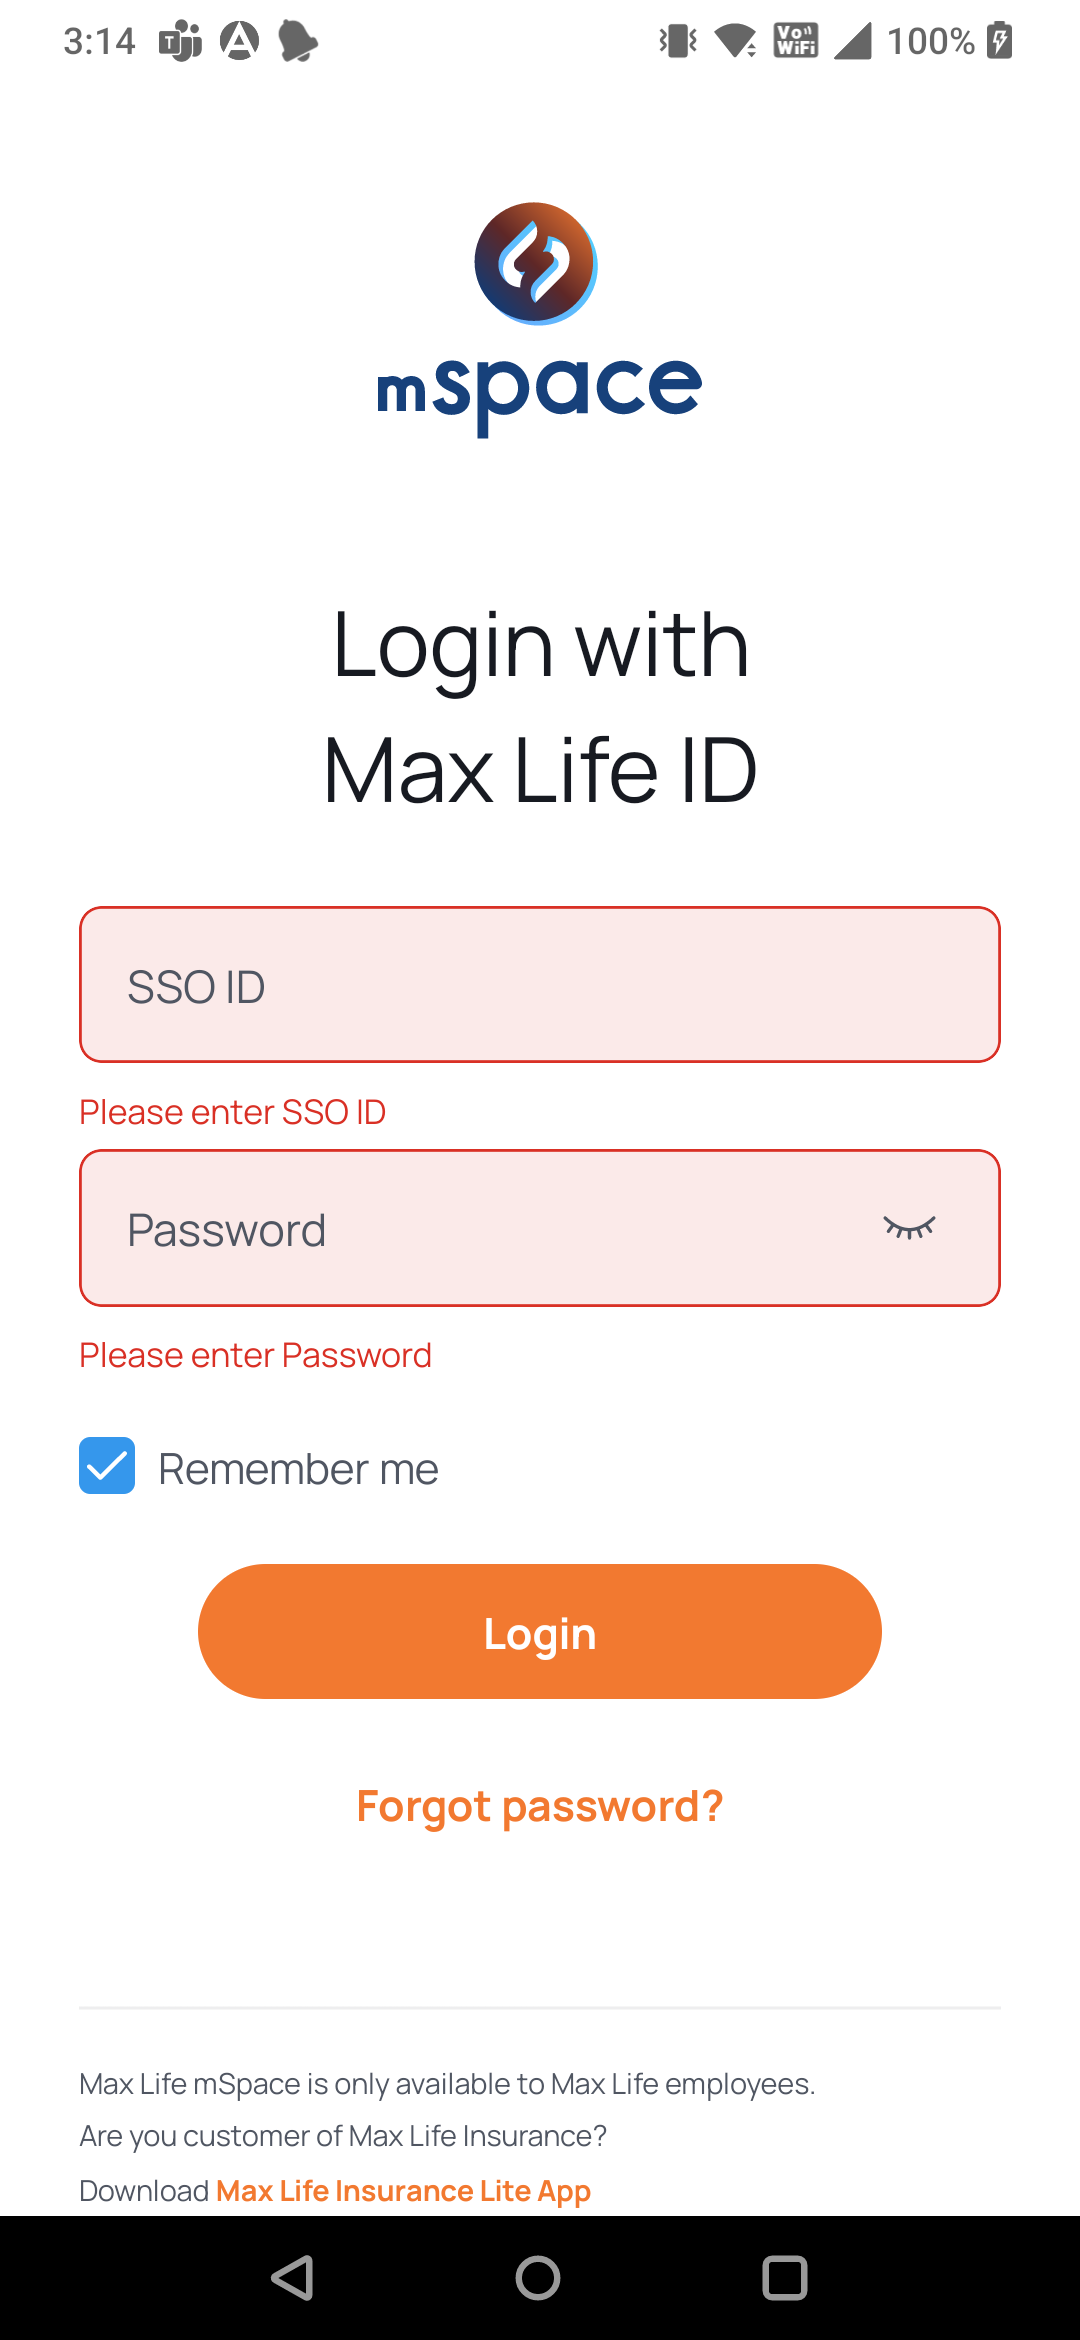 3:14
Vo
WiFi
100%
mspace
Login with
Max Life ID
SSO ID
Please enter SSO ID
Password
Please enter Password
Remember me
Login
Forgot password?
Max Life mSpace is only available to Max Life employees.
Are you customer of Max Life Insurance?
Download Max Life Insurance Lite App